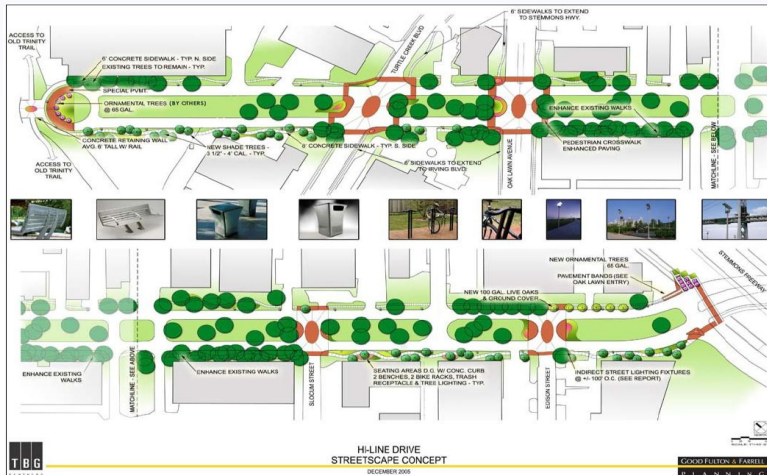 6' SIDEWALKS TO EXTEND
TO STEMMONS HWY.
ACCESS TO
OLD TRINITY
TRAIL
TURTLE CREEK BLVD
6' CONCRETE SIDEWALK - TYP. N. SIDE
EXISTING TREES TO REMAIN - TYP.
SPECIAL PVMT.
ORNAMENTAL TREES (BY OTHERS)
@ 65 GAL.
ENHANCE EXISTING WALKS
CONCRETE RETAINING WALL
AVG. 6' TALL W/ RAIL
NEW SHADE TREES -
3 1/2" - 4" CAL. - TYP.
6' CONCRETE SIDEWALK - TYP. S. SIDE
PEDESTRIAN CROSSWALK
ENHANCED PAVING
ACCESS TO
OLD TRINITY
TRAIL
6' SIDEWALKS TO EXTEND
TO IRVING BLVD.
OAK LAWN AVENUE
MATCHLINE - SEE BELOW
NEW ORNAMENTAL TREES
65 GAL.
PAVEMENT BANDS (SEE
OAK LAWN ENTRY)
STEMMONS FREEWAY
NEW 100 GAL. LIVE OAKS
& GROUND COVER
ENHANCE EXISTING
WALKS
MATCHLINE - SEE ABOVE
ENHANCE EXISTING WALKS
SLOCUM STREET
SEATING AREAS D.G. W/ CONC. CURB
2 BENCHES, 2 BIKE RACKS, TRASH
RECEPTACLE & TREE LIGHTING - TYP.
EDISON STREET
INDIRECT STREET LIGHTING FIXTURES
@ +/- 100' O.C. (SEE REPORT)
TBG
HI-LINE DRIVE
STREETSCAPE CONCEPT
DECEMBER 2005
GOOD FULTON & FARRELL
PLANNING